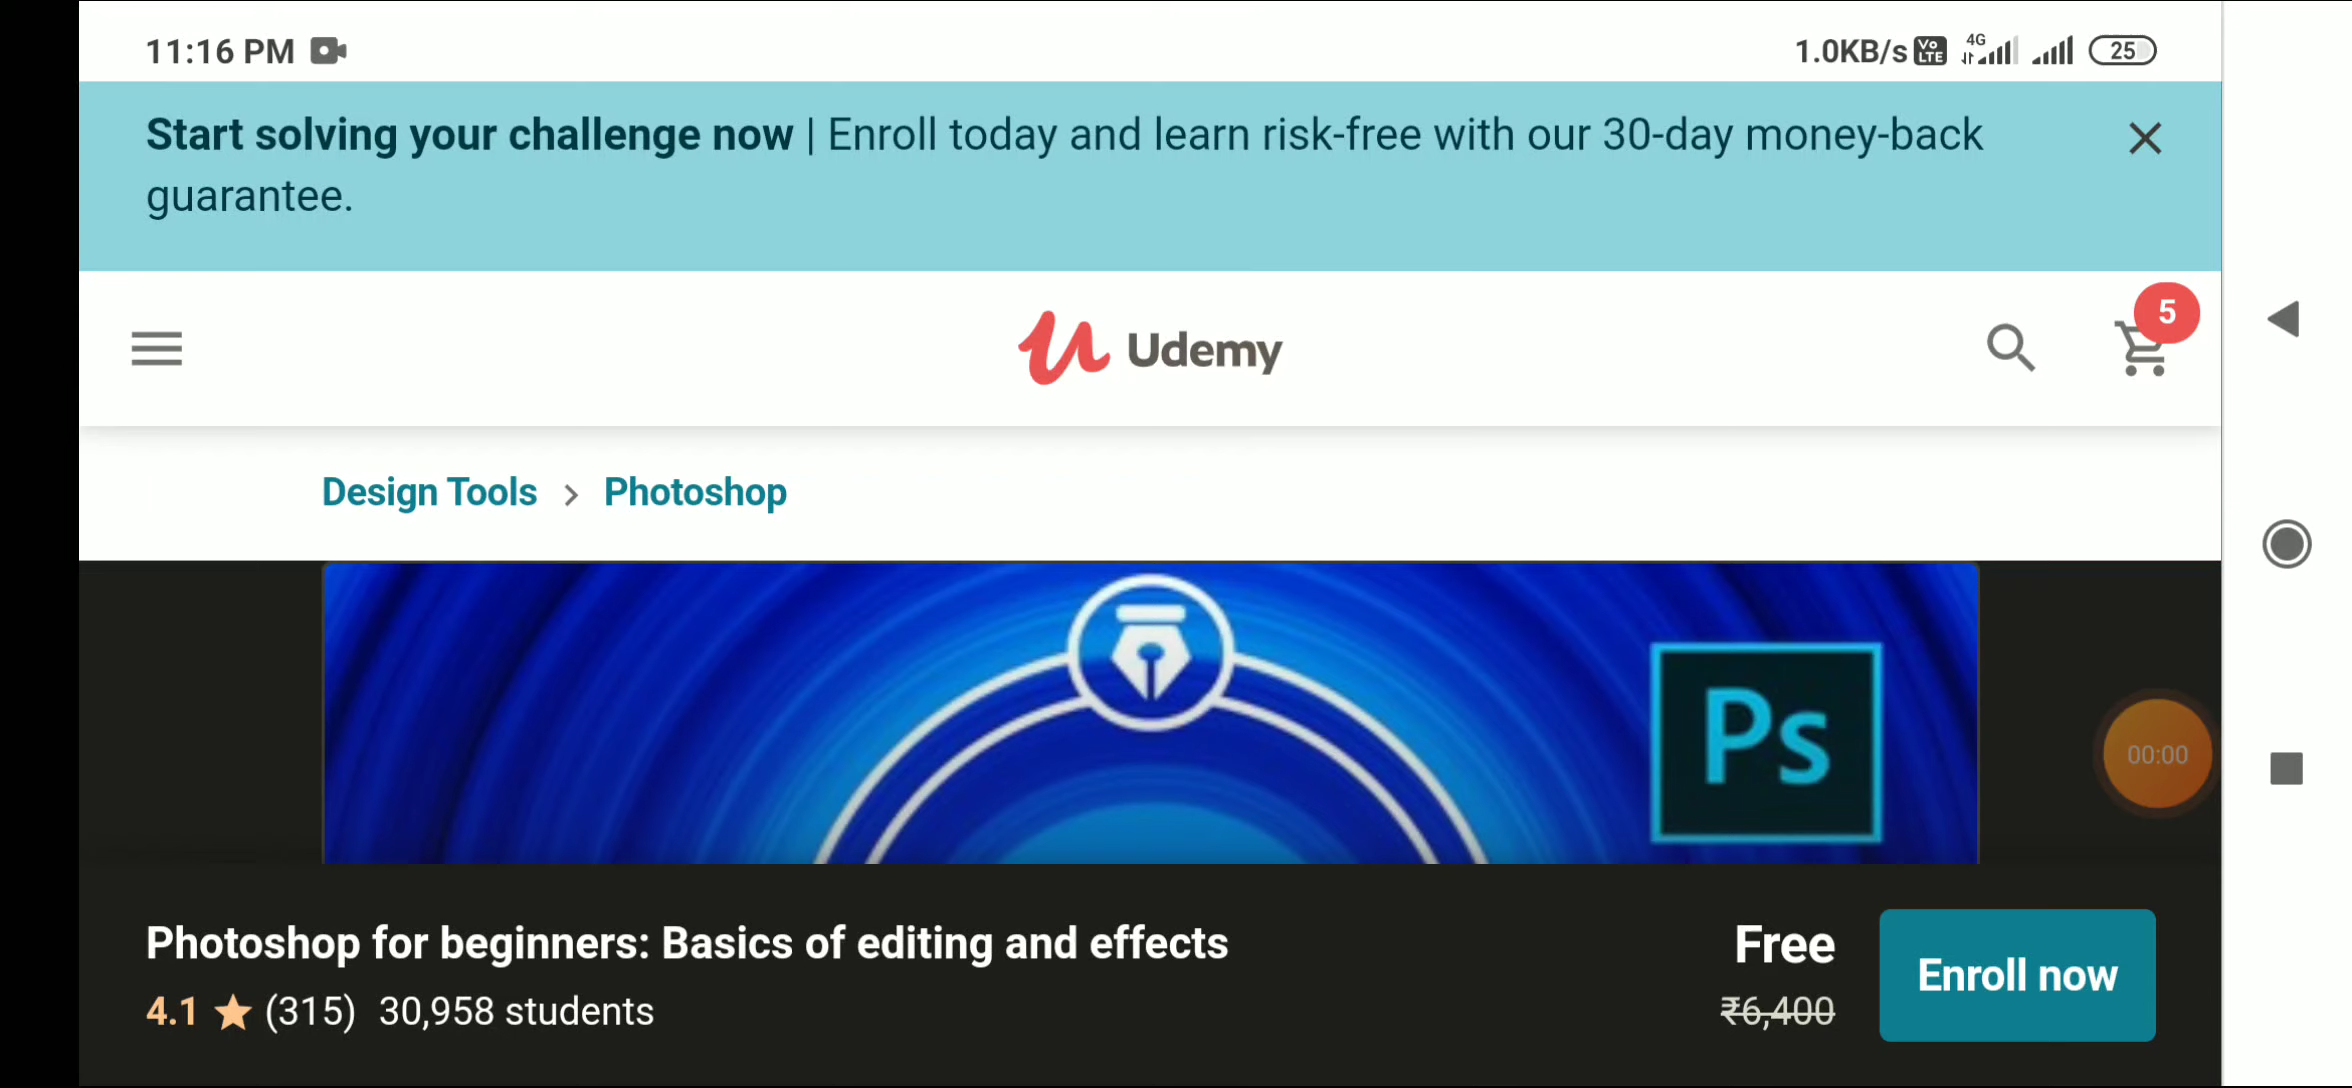 11:16 PM
1.0KB/s Vo LTE 4G 25
Start solving your challenge now | Enroll today and learn risk-free with our 30-day money-back
guarantee.
Udemy
5
Design Tools > Photoshop
Ps
00:00
Photoshop for beginners: Basics of editing and effects
Free
Enroll now
4.1 ★ (315) 30,958 students
₹6,400